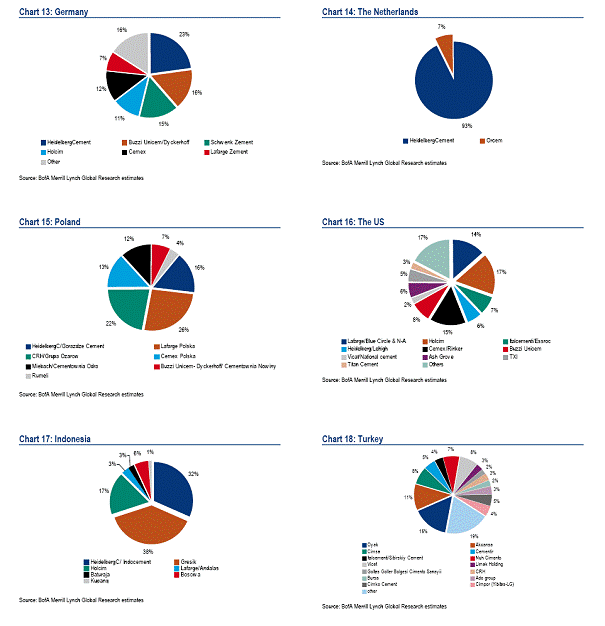 Chart 13: Germany
16%
23%
7%
12%
16%
11%
15%
HeidelbergCement
Buzzi Unicem/Dyckerhoff
Schwenk Zement
Holcim
Cemex
Lafarge Zement
Other
Source: BofA Merrill Lynch Global Research estimates
Chart 14: The Netherlands
7%
93%
HeidelbergCement
Orcem
Source: BofA Merrill Lynch Global Research estimates
Chart 15: Poland
12%
7%
4%
13%
16%
22%
26%
HeidelbergC/Gorazdze Cement
Lafarge Polska
CRH/Grupa Ozarow
Cemex Polska
Miebach/Cementownia Odra
Buzzi Unicem- Dyckerhoff/ Cementownia Nowiny
Rumeli
Source: BofA Merrill Lynch Global Research estimates
Chart 16: The US
17%
14%
3%
5%
17%
6%
2%
7%
8%
15%
6%
Lafarge/Blue Circle & N-A
Holcim
Italcement/Essroc
Heidelberg/Lehigh
Cemex/Rinker
Buzzi Unicem
Vicat/National cement
Ash Grove
TXI
Titan Cement
Others
Source: BofA Merrill Lynch Global Research estimates
Chart 17: Indonesia
3%
6%
1%
3%
32%
17%
38%
HeidelbergC/ Indocement
Gresik
Holcim
Lafarge/Andalas
Baturaja
Bosowa
Kupang
Source: BofA Merrill Lynch Global Research estimates
Chart 18: Turkey
4%
7%
8%
5%
3%
2%
8%
2%
2%
11%
3%
5%
4%
19%
Oyak
Akcansa
Cimsa
Cementir
Italcementi/Sibirskiy Cement
Nuh Cimento
Vicat
Limak Holding
Goltas Goller Bolgesi Cimento Sanayii
CRH
Bursa
Ado group
Cimko Cement
Cimpor (Yibitas-LG)
other
Source: BofA Merrill Lynch Global Research estimates